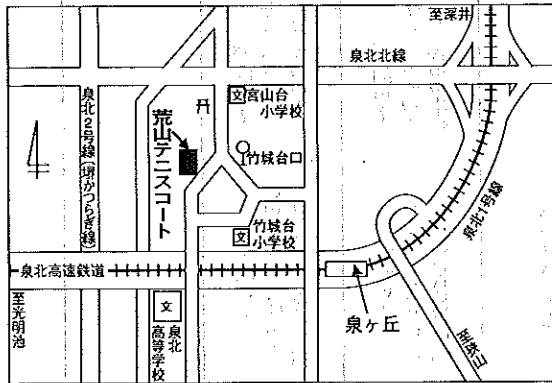 至深井
泉北北線
文
宮山台
小学校
泉北2号線(堺かつらぎ線)
荒山テニスコート
竹城台口
文
竹城台
小学校
泉北1号線
泉北高速鉄道
至光明池
文
泉北
高等学校
泉ヶ丘
至狭山